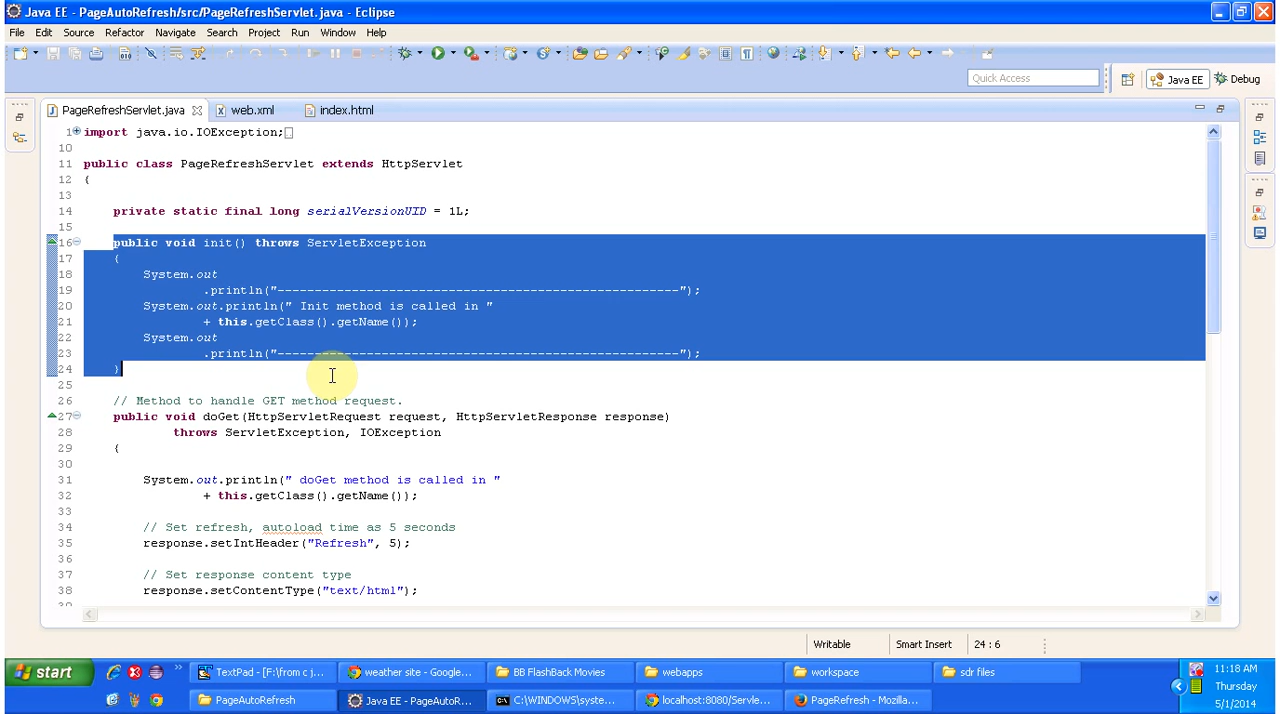 Java EE - PageAutoRefresh/src/PageRefreshServlet.java - Eclipse
File Edit Source Refactor Navigate Search Project Run Window Help
Quick Access
Java EE
Debug
PageRefreshServlet.java
web.xml
index.html
1 import java.io.IOException;
10
11 public class PageRefreshServlet extends HttpServlet
12 {
13
14 private static final long serialVersionUID = 1L;
15
16 public void init() throws ServletException
17 {
18 System.out
19 .println("------------------------------------------------------");
20 System.out.println(" Init method is called in "
21 + this.getClass().getName());
22 System.out
23 .println("------------------------------------------------------");
24 }
25
26 // Method to handle GET method request.
27 public void doGet(HttpServletRequest request, HttpServletResponse response)
28 throws ServletException, IOException
29 {
30
31 System.out.println(" doGet method is called in "
32 + this.getClass().getName());
33
34 // Set refresh, autoload time as 5 seconds
35 response.setIntHeader("Refresh", 5);
36
37 // Set response content type
38 response.setContentType("text/html");
Writable
Smart Insert
24 : 6
start
TextPad - [F:\from c j...
weather site - Google...
BB FlashBack Movies
webapps
workspace
sdr files
11:18 AM
PageAutoRefresh
Java EE - PageAutoR...
C:\WINDOWS\syste...
localhost:8080/Servle...
PageRefresh - Mozilla...
Thursday
5/1/2014